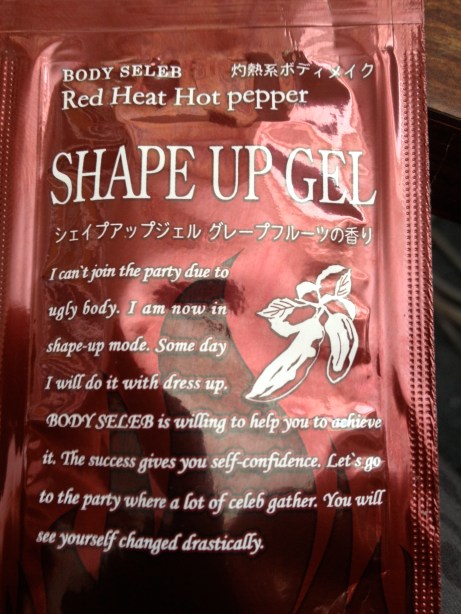 BODY SELEB 灼熱系ボディメイク
Red Heat Hot pepper
SHAPE UP GEL
シェイプアップジェル グレープフルーツの香り
I can't join the party due to
ugly body. I am now in
shape-up mode. Some day
I will do it with dress up.
BODY SELEB is willing to help you to achieve
it. The success gives you self-confidence. Let`s go
to the party where a lot of celeb gather. You will
see yourself changed drastically.